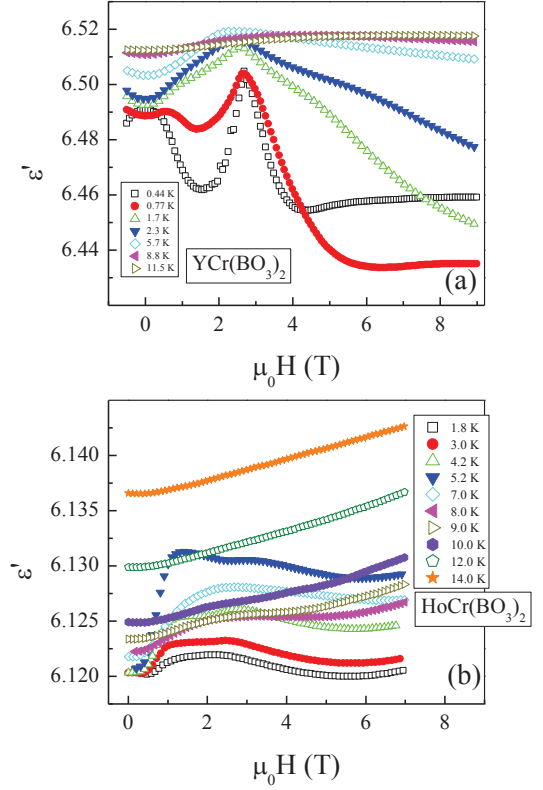 6.52
6.50
6.48
6.46
6.44
ε'
0.44 K
0.77 K
1.7 K
2.3 K
5.7 K
8.8 K
11.5 K
YCr(BO₃)₂
(a)
0 2 4 6 8
μ₀H (T)
6.140
6.135
6.130
6.125
6.120
ε'
1.8 K
3.0 K
4.2 K
5.2 K
7.0 K
8.0 K
9.0 K
10.0 K
12.0 K
14.0 K
HoCr(BO₃)₂
(b)
0 2 4 6 8
μ₀H (T)